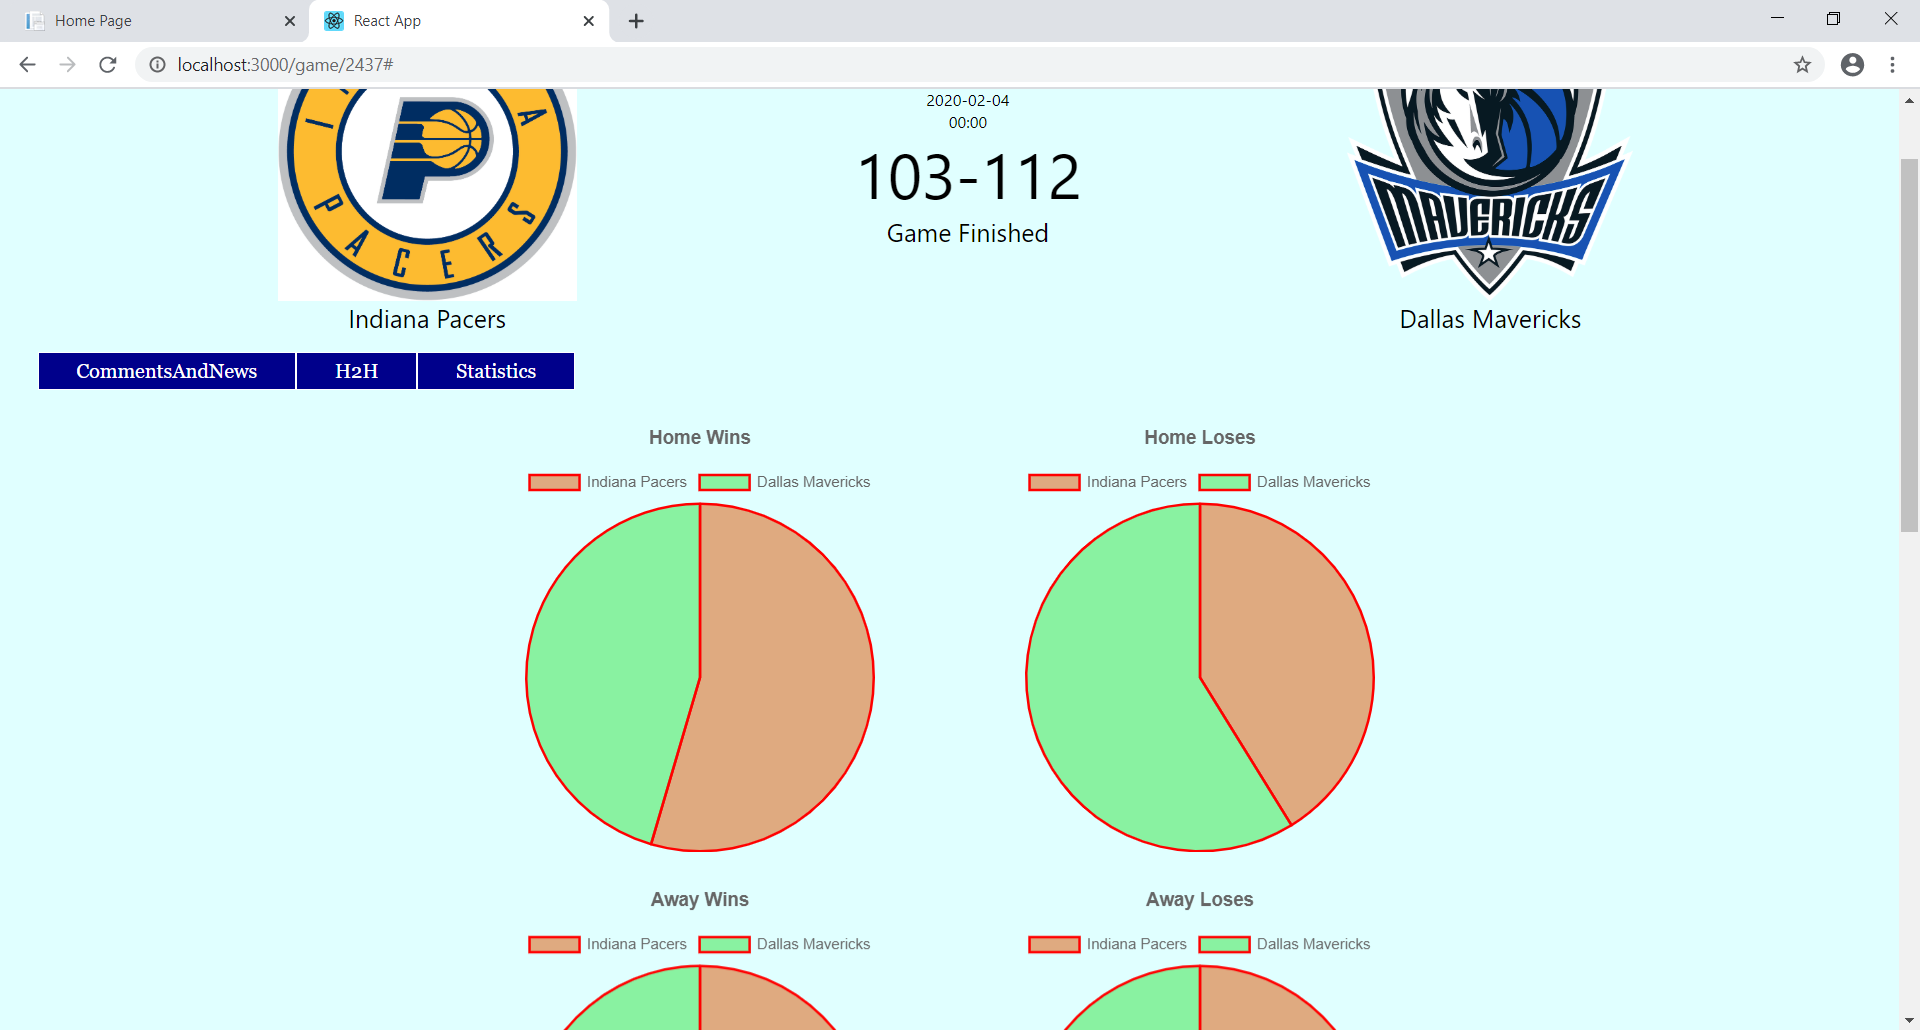 Home Page
React App
localhost:3000/game/2437#
I A
PACERS
P
2020-02-04
00:00
103-112
Game Finished
MAVERICKS
Indiana Pacers
Dallas Mavericks
CommentsAndNews H2H Statistics
Home Wins
Indiana Pacers Dallas Mavericks
Home Loses
Indiana Pacers Dallas Mavericks
Away Wins
Indiana Pacers Dallas Mavericks
Away Loses
Indiana Pacers Dallas Mavericks